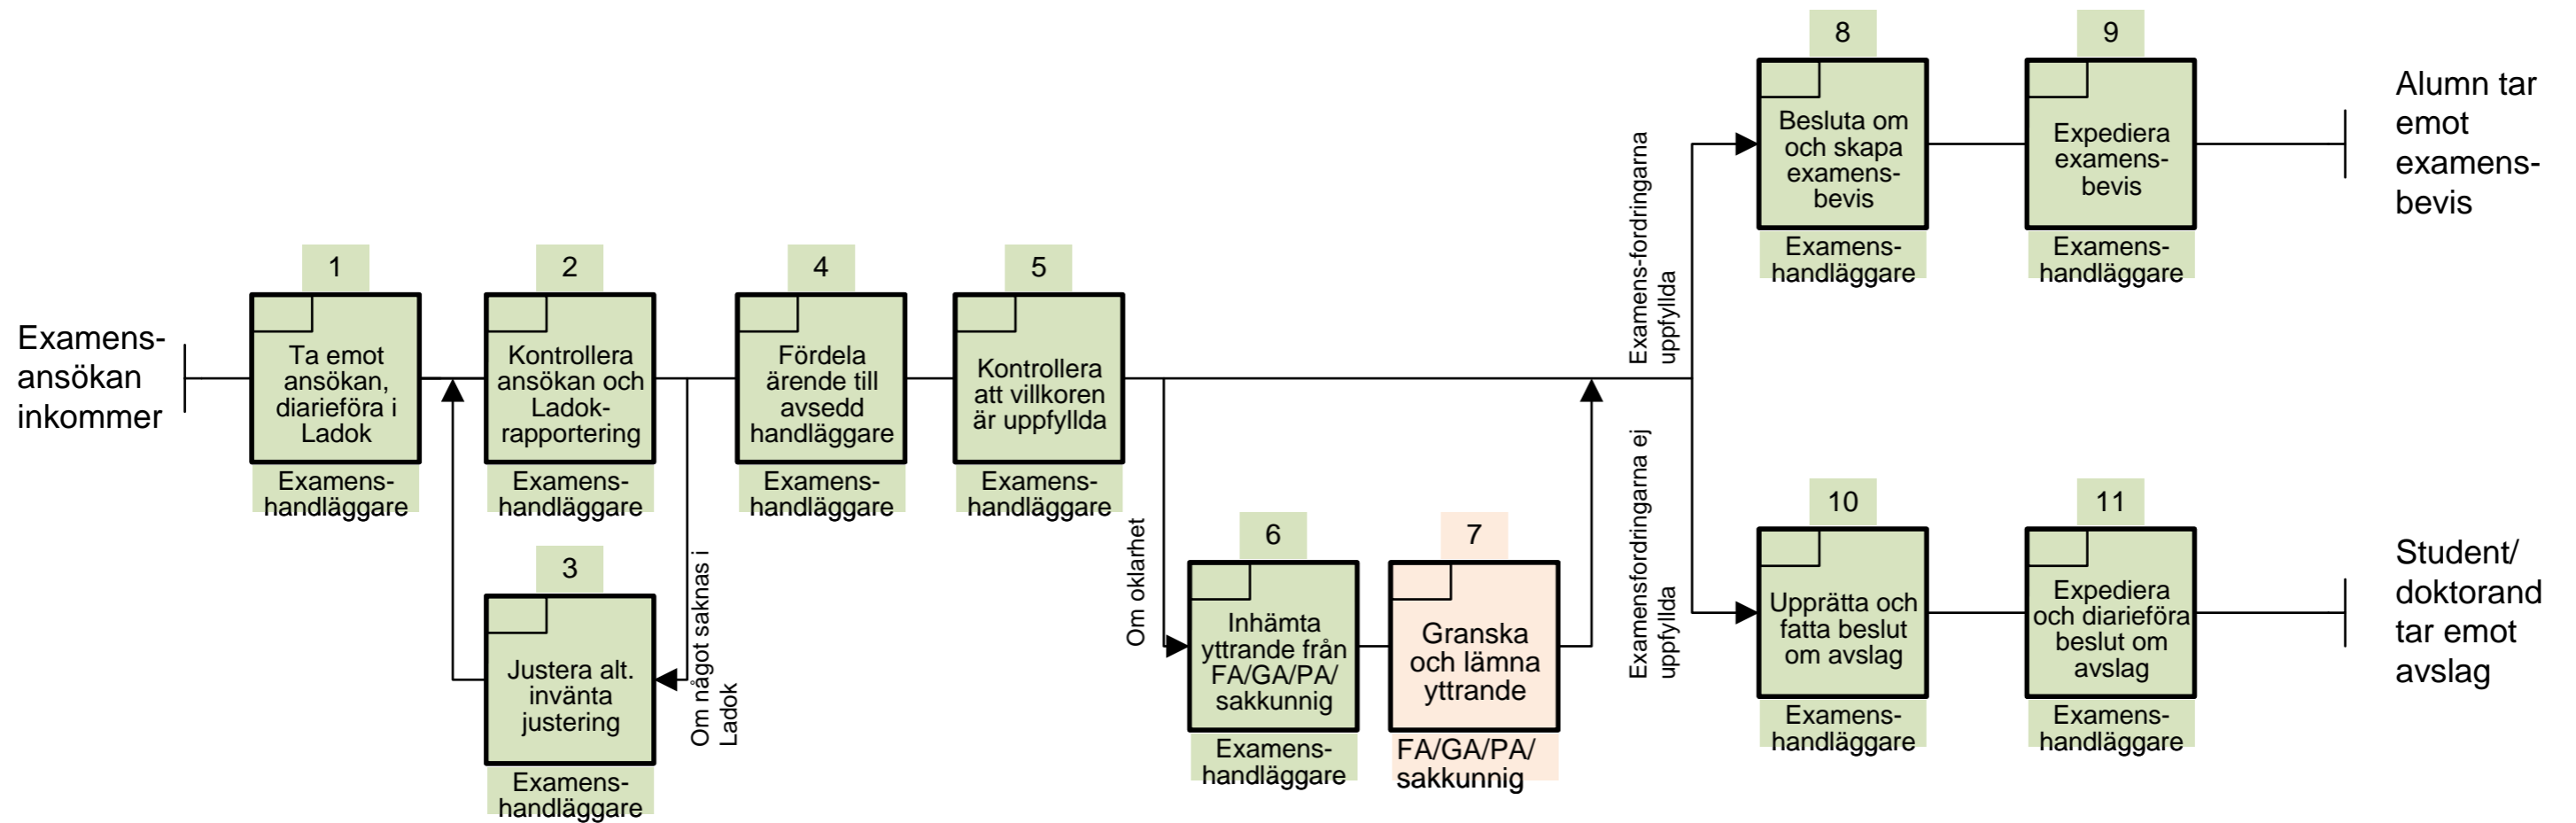 Examens-
ansökan
inkommer
1
Ta emot
ansökan,
diarieföra i
Ladok
Examens-
handläggare
2
Kontrollera
ansökan och
Ladok-
rapportering
Examens-
handläggare
3
Justera alt.
invänta
justering
Examens-
handläggare
Om något saknas i
Ladok
4
Fördela
ärende till
avsedd
handläggare
Examens-
handläggare
5
Kontrollera
att villkoren
är uppfyllda
Examens-
handläggare
Om oklarhet
6
Inhämta
yttrande från
FA/GA/PA/
sakkunnig
Examens-
handläggare
7
Granska
och lämna
yttrande
FA/GA/PA/
sakkunnig
Examens-fordringarna
uppfyllda
8
Besluta om
och skapa
examens-
bevis
Examens-
handläggare
9
Expediera
examens-
bevis
Examens-
handläggare
Alumn tar
emot
examens-
bevis
Examensfordringarna ej
uppfyllda
10
Upprätta och
fatta beslut
om avslag
Examens-
handläggare
11
Expediera
och diarieföra
beslut om
avslag
Examens-
handläggare
Student/
doktorand
tar emot
avslag